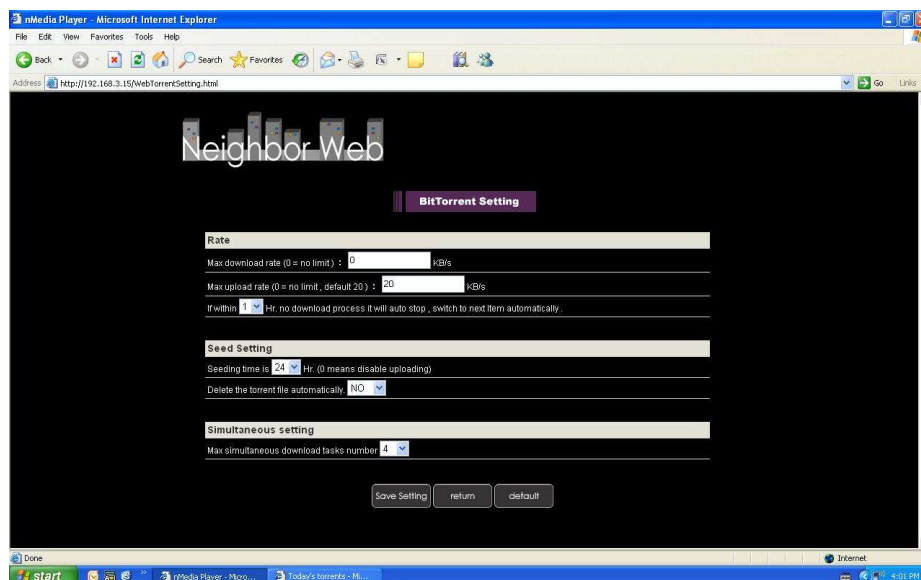 nMedia Player - Microsoft Internet Explorer
File Edit View Favorites Tools Help
Back Search Favorites
Address http://192.168.3.15/WebTorrentSetting.html Go Links
Neighbor Web
BitTorrent Setting
Rate
Max download rate (0 = no limit) : 0 KB/s
Max upload rate (0 = no limit , default 20 ) : 20 KB/s
If within 1 Hr. no download process it will auto stop , switch to next Item automatically .
Seed Setting
Seeding time is 24 Hr. (0 means disable uploading)
Delete the torrent file automatically. NO
Simultaneous setting
Max simultaneous download tasks number 4
Save Setting return default
Done Internet
start nMedia Player - Micro... Today's torrents - Mi... 4:01 PM